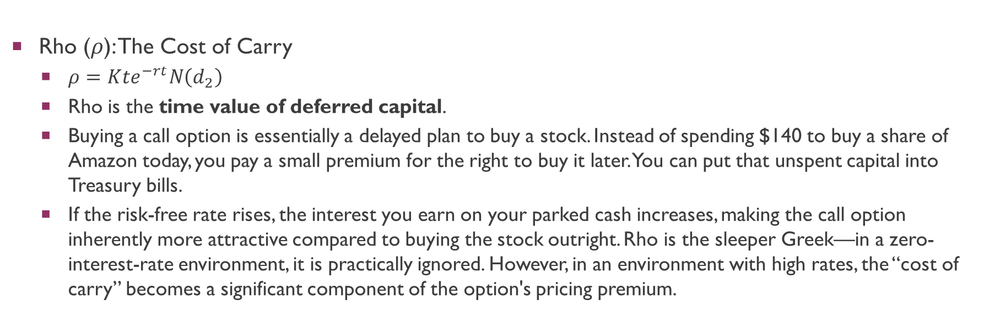 Rho (ρ): The Cost of Carry
ρ = Kte^{-rt}N(d_2)
Rho is the time value of deferred capital.
Buying a call option is essentially a delayed plan to buy a stock. Instead of spending $140 to buy a share of
Amazon today, you pay a small premium for the right to buy it later. You can put that unspent capital into
Treasury bills.
If the risk-free rate rises, the interest you earn on your parked cash increases, making the call option
inherently more attractive compared to buying the stock outright. Rho is the sleeper Greek—in a zero-
interest-rate environment, it is practically ignored. However, in an environment with high rates, the “cost of
carry” becomes a significant component of the option's pricing premium.